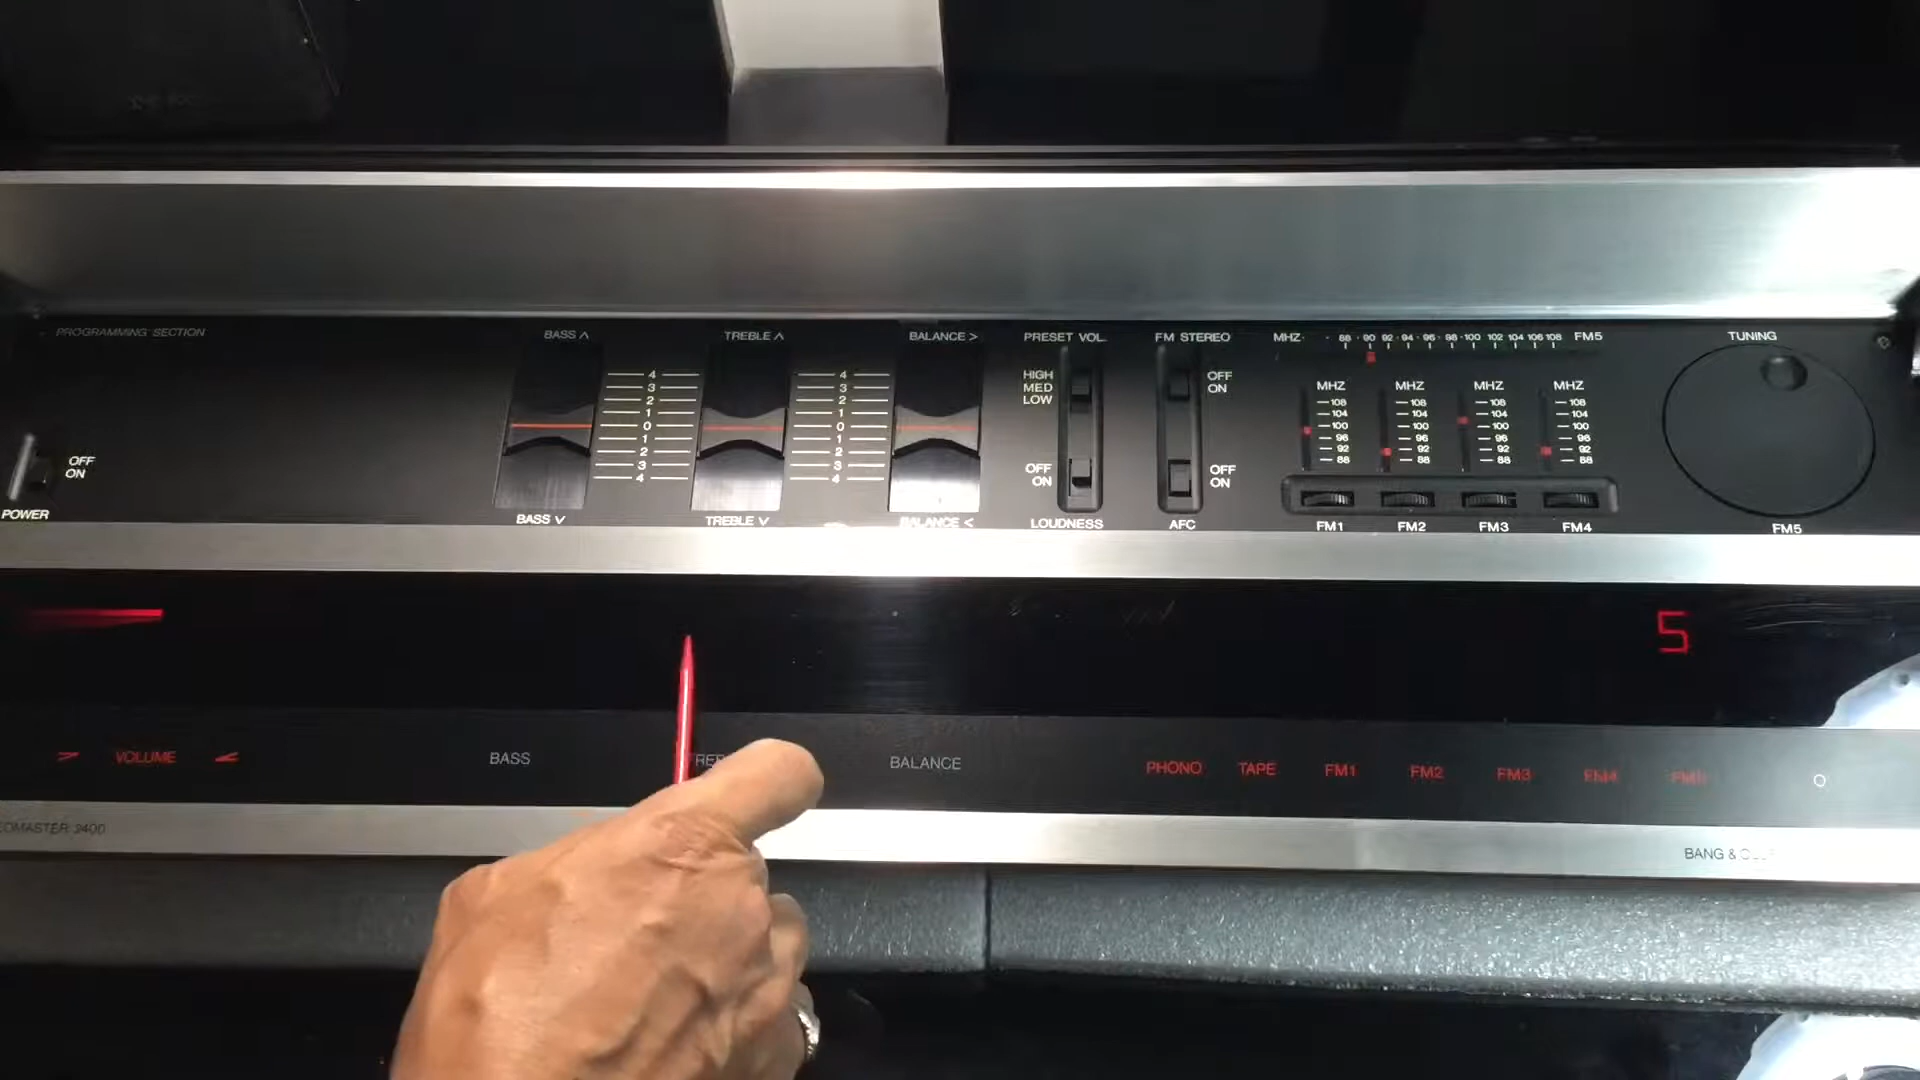 PROGRAMMING SECTION
BASS ∧ TREBLE ∧ BALANCE > PRESET VOL. FM STEREO MHZ 88 90 92 94 96 98 100 102 104 106 108 FM5 TUNING
4 3 2 1 0 1 2 3 4
4 3 2 1 0 1 2 3 4
HIGH
MED
LOW
OFF
ON
OFF
ON
OFF
ON
MHZ MHZ MHZ MHZ
108 108 108 108
104 104 104 104
100 100 100 100
96 96 96 96
92 92 92 92
88 88 88 88
OFF
ON
POWER BASS ∨ TREBLE ∨ BALANCE < LOUDNESS AFC FM1 FM2 FM3 FM4 FM5
5
VOLUME BASS BALANCE PHONO TAPE FM1 FM2 FM3 FM4 FM5
2400
BANG &